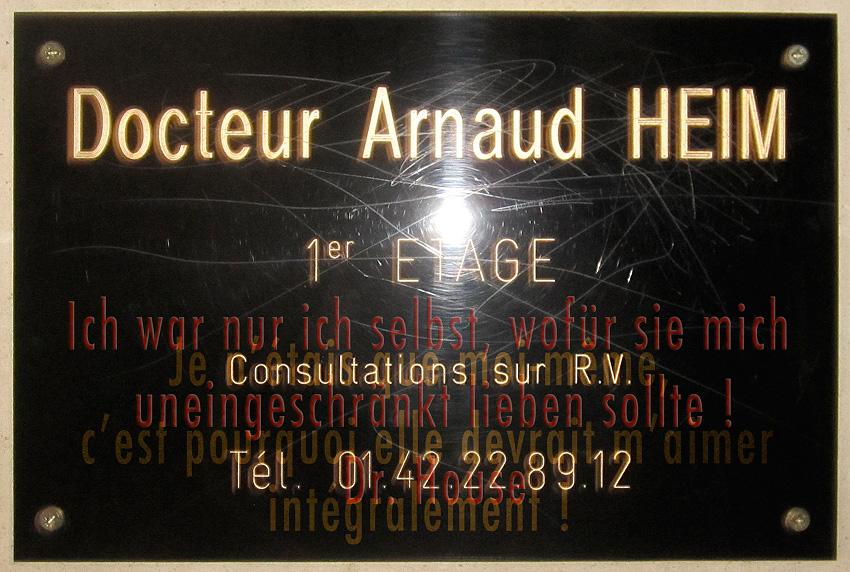 Docteur Arnaud HEIM
1er ETAGE
Ich war nur ich selbst, wofür sie mich
Je n'étais que moi même,
Consultations sur R.V.
uneingeschränkt lieben sollte !
c'est pourquoi elle devrait m'aimer
Tél. 01.42.22.89.12
Dr. House
intégralement !